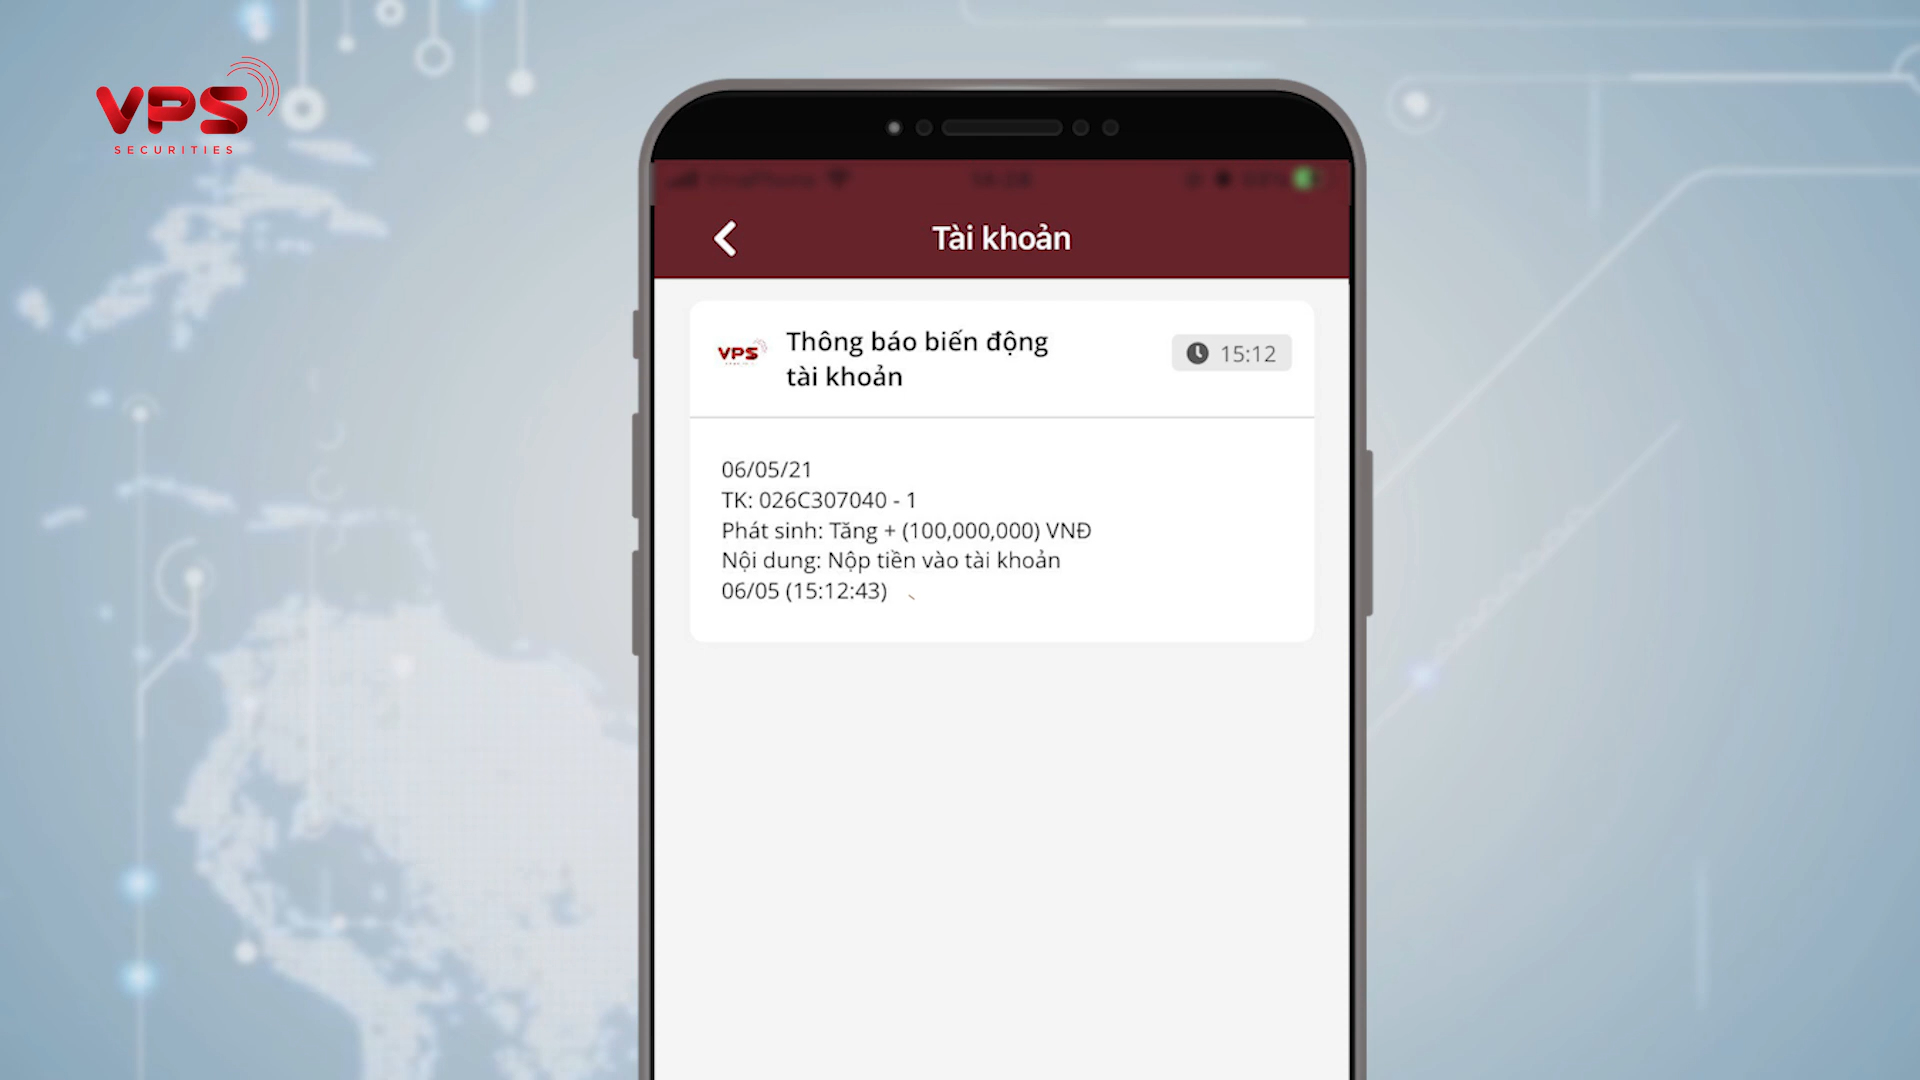 VPS
SECURITIES
Tài khoản
VPS
Thông báo biến động
tài khoản
15:12
06/05/21
TK: 026C307040 - 1
Phát sinh: Tăng + (100,000,000) VNĐ
Nội dung: Nộp tiền vào tài khoản
06/05 (15:12:43)